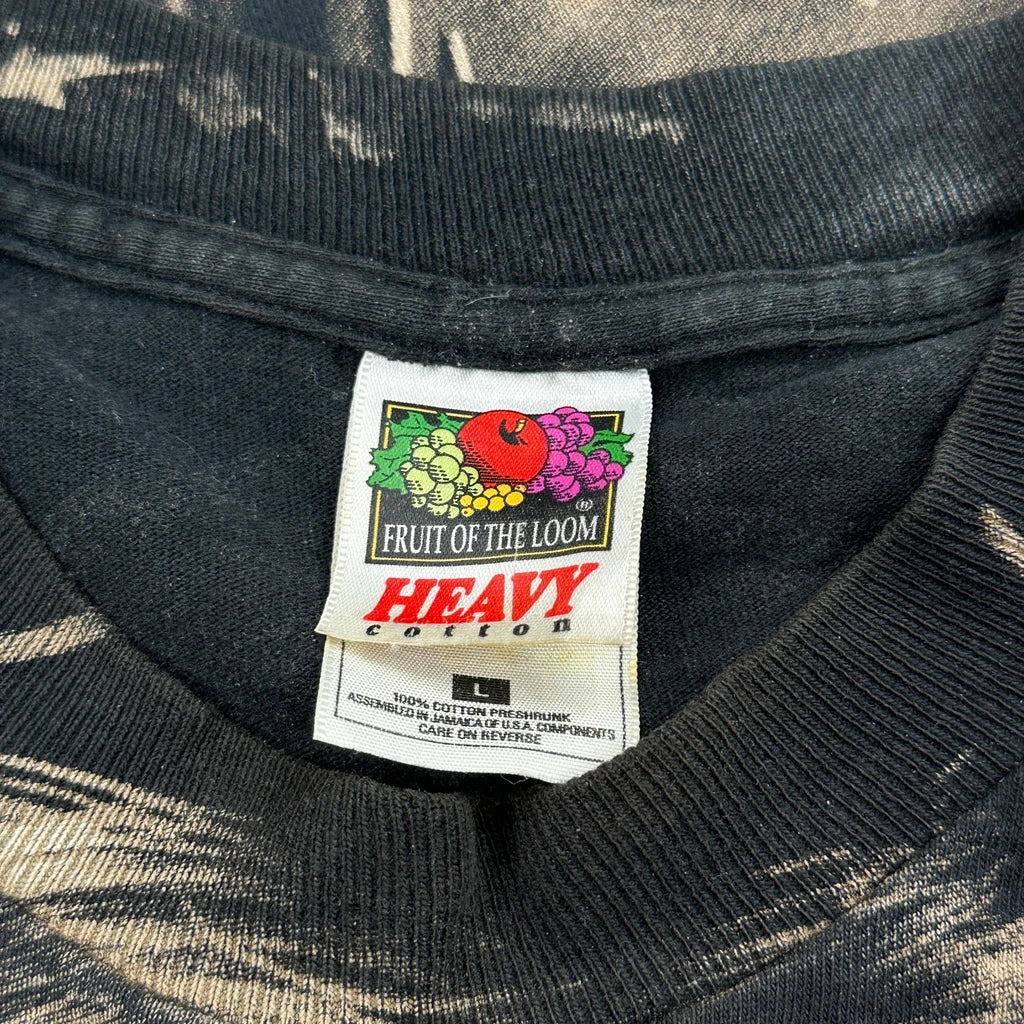 ®
FRUIT OF THE LOOM
HEAVY
cotton
L
100% COTTON PRESHRUNK
ASSEMBLED IN JAMAICA OF U.S.A. COMPONENTS
CARE ON REVERSE